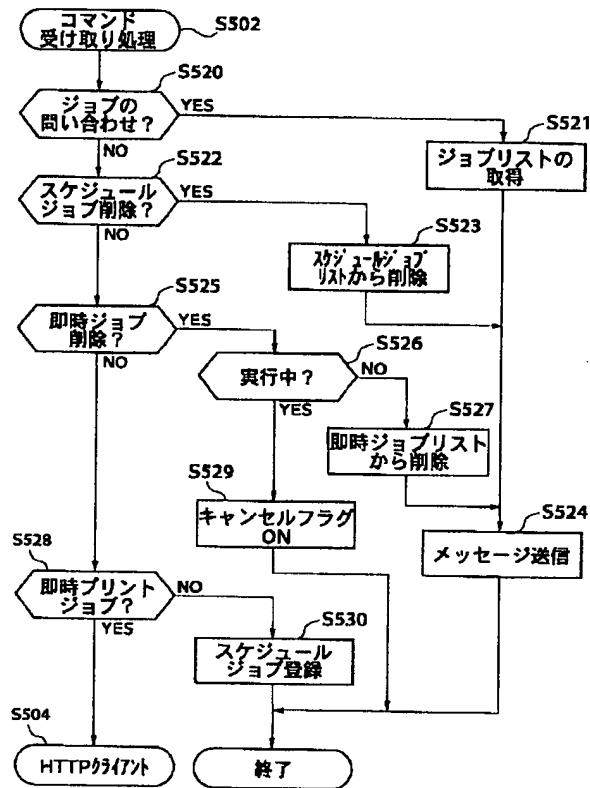 コマンド
受け取り処理
S502
S520
ジョブの
問い合わせ？
YES
NO
S521
ジョブリストの
取得
S522
スケジュール
ジョブ削除？
YES
NO
S523
ｽｹｼﾞｭｰﾙｼﾞｮﾌﾞ
ﾘｽﾄから削除
S525
即時ジョブ
削除？
YES
NO
S526
実行中？
NO
YES
S527
即時ジョブリスト
から削除
S529
キャンセルフラグ
ON
S524
メッセージ送信
S528
即時プリント
ジョブ？
NO
YES
S530
スケジュール
ジョブ登録
S504
HTTPｸﾗｲｱﾝﾄ
終了